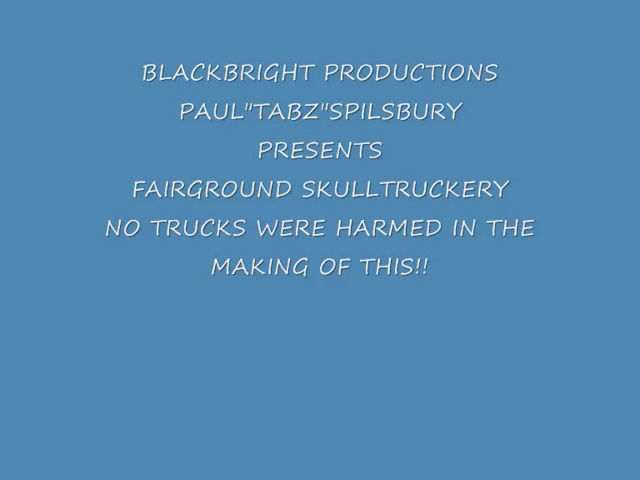 BLACKBRIGHT PRODUCTIONS
PAUL"TABZ"SPILSBURY
PRESENTS
FAIRGROUND SKULLTRUCKERY
NO TRUCKS WERE HARMED IN THE
MAKING OF THIS!!